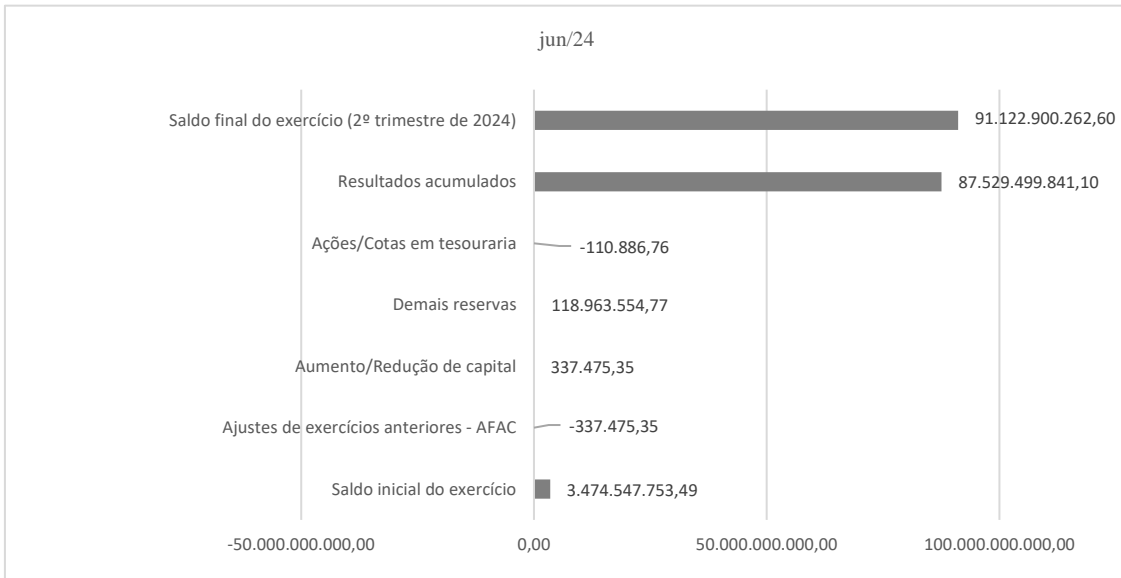 jun/24
Saldo final do exercício (2º trimestre de 2024) 91.122.900.262,60
Resultados acumulados 87.529.499.841,10
Ações/Cotas em tesouraria -110.886,76
Demais reservas 118.963.554,77
Aumento/Redução de capital 337.475,35
Ajustes de exercícios anteriores - AFAC -337.475,35
Saldo inicial do exercício 3.474.547.753,49
-50.000.000.000,00 0,00 50.000.000.000,00 100.000.000.000,00